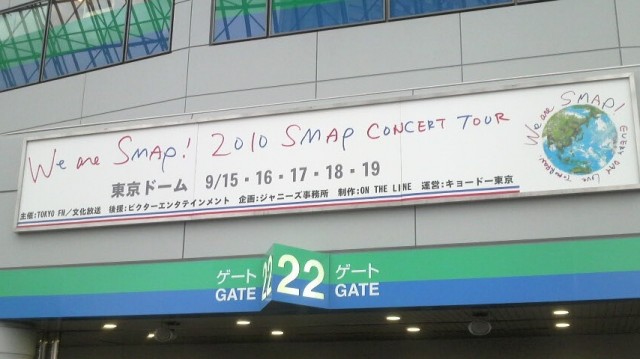 We are SMAP! 2010 SMAP CONCERT TOUR
東京ドーム 9/15・16・17・18・19
主催:TOKYO FM/文化放送 後援:ビクターエンタテインメント 企画:ジャニーズ事務所 制作:ON THE LINE 運営:キョードー東京
We are SMAP!
ゲート 22 22 ゲート
GATE GATE